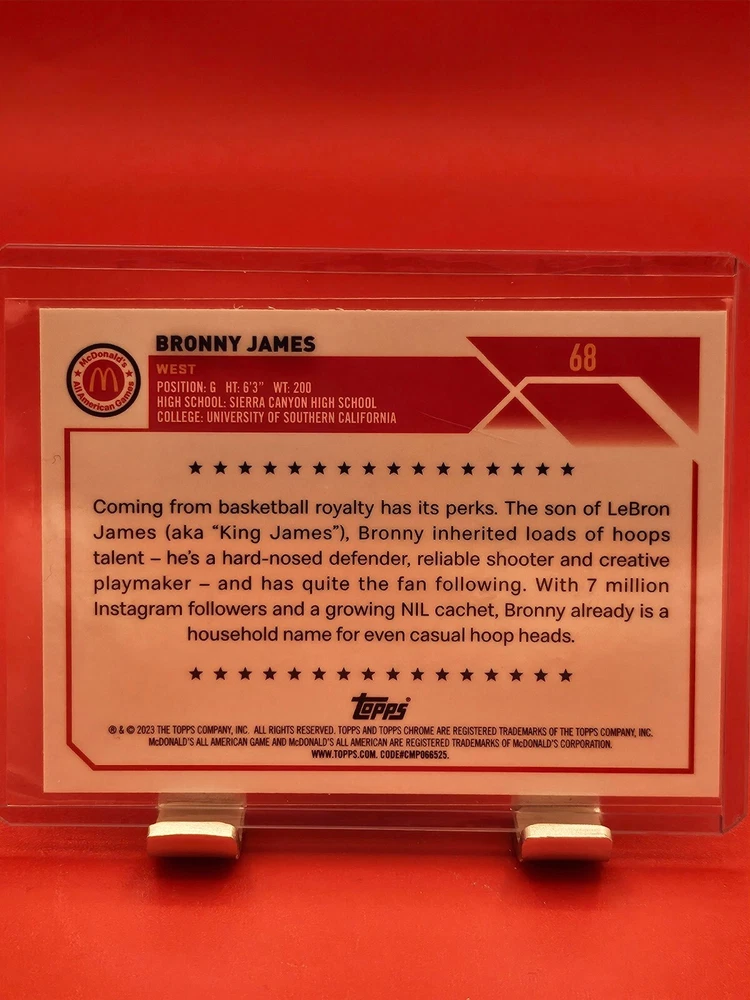 BRONNY JAMES
68
McDonald's
All American Games
WEST
POSITION: G HT: 6'3" WT: 200
HIGH SCHOOL: SIERRA CANYON HIGH SCHOOL
COLLEGE: UNIVERSITY OF SOUTHERN CALIFORNIA
Coming from basketball royalty has its perks. The son of LeBron
James (aka “King James”), Bronny inherited loads of hoops
talent – he's a hard-nosed defender, reliable shooter and creative
playmaker – and has quite the fan following. With 7 million
Instagram followers and a growing NIL cachet, Bronny already is a
household name for even casual hoop heads.
Topps
® & © 2023 THE TOPPS COMPANY, INC. ALL RIGHTS RESERVED. TOPPS AND TOPPS CHROME ARE REGISTERED TRADEMARKS OF THE TOPPS COMPANY, INC.
McDONALD'S ALL AMERICAN GAME AND McDONALD'S ALL AMERICAN ARE REGISTERED TRADEMARKS OF McDONALD'S CORPORATION.
WWW.TOPPS.COM. CODE#CMP066525.